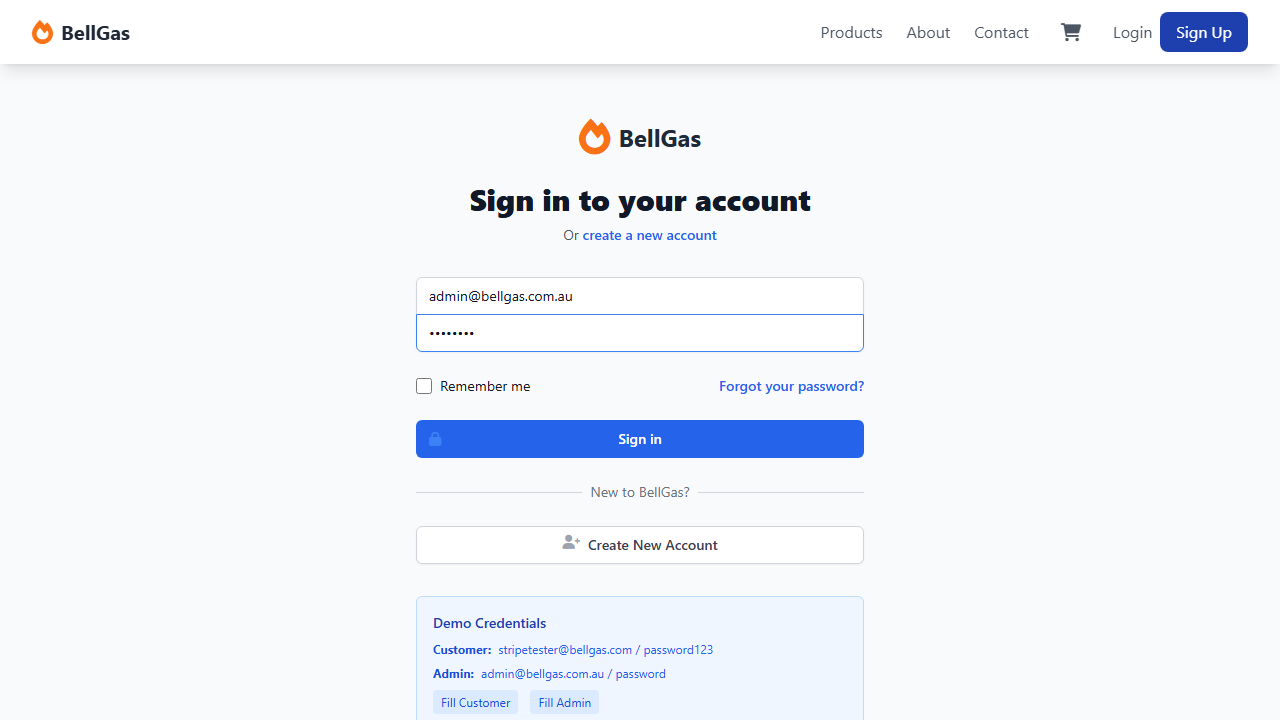 BellGas
Products About Contact Login Sign Up
BellGas
Sign in to your account
Or create a new account
admin@bellgas.com.au
••••••••
Remember me Forgot your password?
Sign in
New to BellGas?
Create New Account
Demo Credentials
Customer: stripetester@bellgas.com / password123
Admin: admin@bellgas.com.au / password
Fill Customer Fill Admin